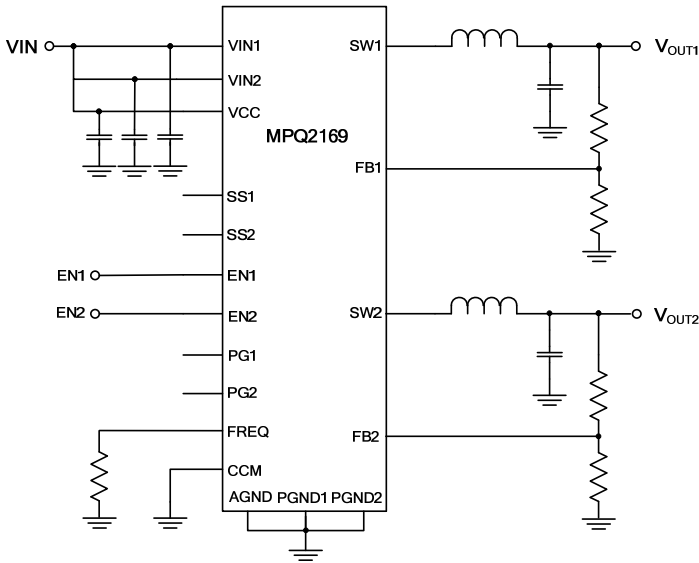 VIN
VIN1
SW1
VOUT1
VIN2
VCC
MPQ2169
FB1
SS1
SS2
EN1
EN1
EN2
EN2
SW2
VOUT2
PG1
PG2
FREQ
FB2
CCM
AGND
PGND1
PGND2